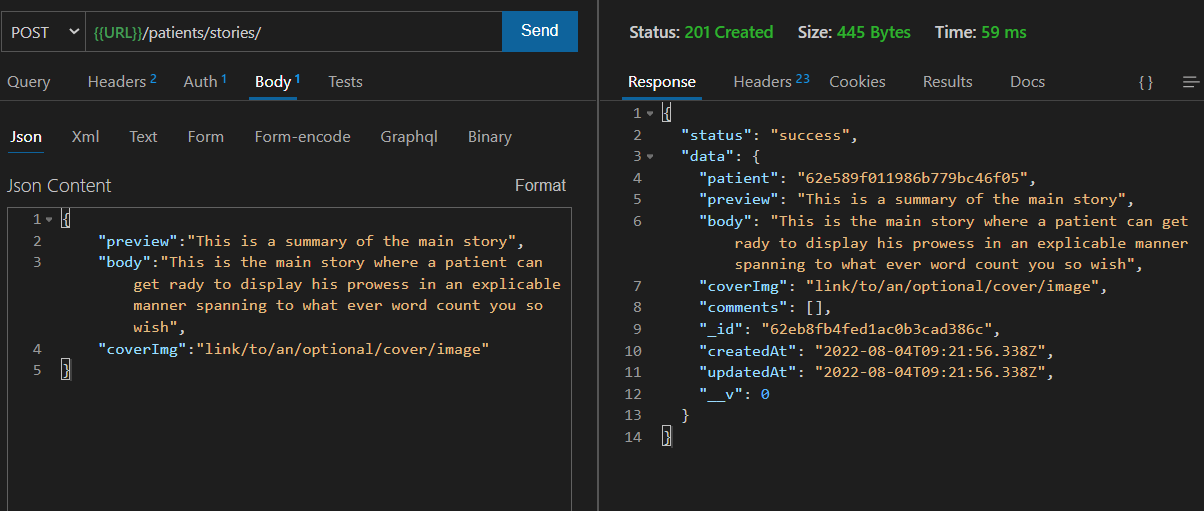 POST {{URL}}/patients/stories/ Send
Query Headers 2 Auth 1 Body 1 Tests
Json Xml Text Form Form-encode Graphql Binary
Json Content Format
1 {
2 "preview":"This is a summary of the main story",
3 "body":"This is the main story where a patient can
get rady to display his prowess in an explicable
manner spanning to what ever word count you so
wish",
4 "coverImg":"link/to/an/optional/cover/image"
5 }
Status: 201 Created Size: 445 Bytes Time: 59 ms
Response Headers 23 Cookies Results Docs { }
1 {
2 "status": "success",
3 "data": {
4 "patient": "62e589f011986b779bc46f05",
5 "preview": "This is a summary of the main story",
6 "body": "This is the main story where a patient can get
rady to display his prowess in an explicable manner
spanning to what ever word count you so wish",
7 "coverImg": "link/to/an/optional/cover/image",
8 "comments": [],
9 "_id": "62eb8fb4fed1ac0b3cad386c",
10 "createdAt": "2022-08-04T09:21:56.338Z",
11 "updatedAt": "2022-08-04T09:21:56.338Z",
12 "__v": 0
13 }
14 }